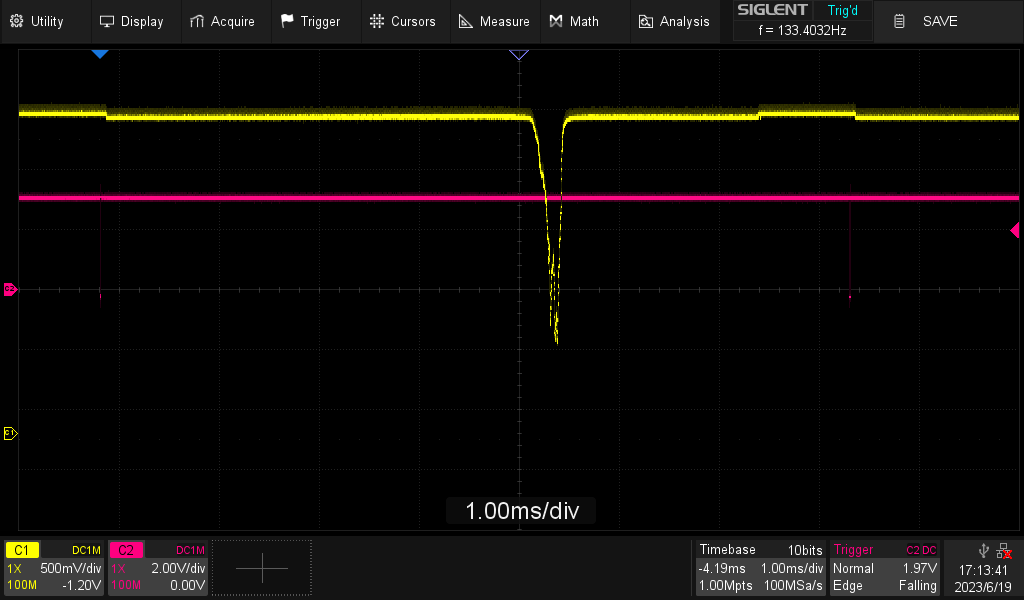 Utility Display Acquire Trigger Cursors Measure Math Analysis SIGLENT Trig'd SAVE
f = 133.4032Hz
C2
C1
1.00ms/div
C1 DC1M C2 DC1M Timebase 10bits Trigger C2 DC
1X 500mV/div 1X 2.00V/div -4.19ms 1.00ms/div Normal 1.97V 17:13:41
100M -1.20V 100M 0.00V 1.00Mpts 100MSa/s Edge Falling 2023/6/19